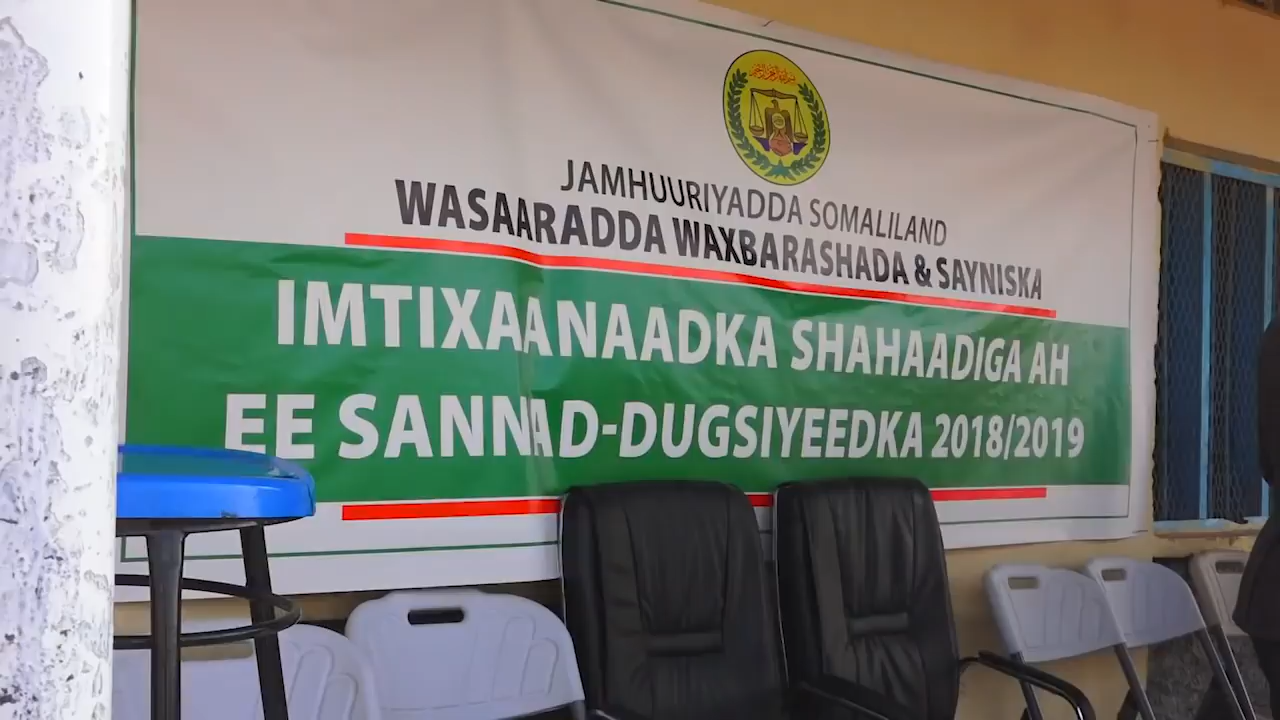 JAMHUURIYADDA SOMALILAND
WASAARADDA WAXBARASHADA & SAYNISKA
IMTIXAANAADKA SHAHAADIGA AH
EE SANNAD-DUGSIYEEDKA 2018/2019